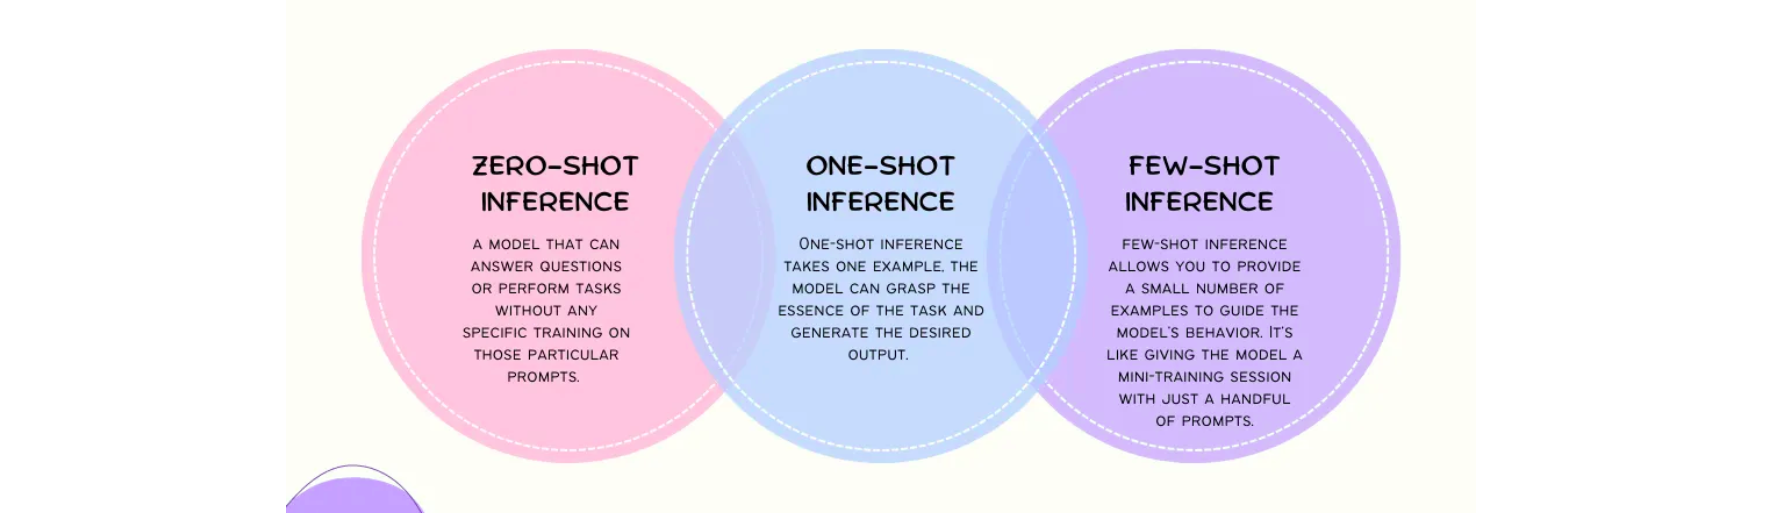 ZERO-SHOT
INFERENCE
A MODEL THAT CAN
ANSWER QUESTIONS
OR PERFORM TASKS
WITHOUT ANY
SPECIFIC TRAINING ON
THOSE PARTICULAR
PROMPTS.
ONE-SHOT
INFERENCE
ONE-SHOT INFERENCE
TAKES ONE EXAMPLE, THE
MODEL CAN GRASP THE
ESSENCE OF THE TASK AND
GENERATE THE DESIRED
OUTPUT.
FEW-SHOT
INFERENCE
FEW-SHOT INFERENCE
ALLOWS YOU TO PROVIDE
A SMALL NUMBER OF
EXAMPLES TO GUIDE THE
MODEL'S BEHAVIOR. IT'S
LIKE GIVING THE MODEL A
MINI-TRAINING SESSION
WITH JUST A HANDFUL
OF PROMPTS.